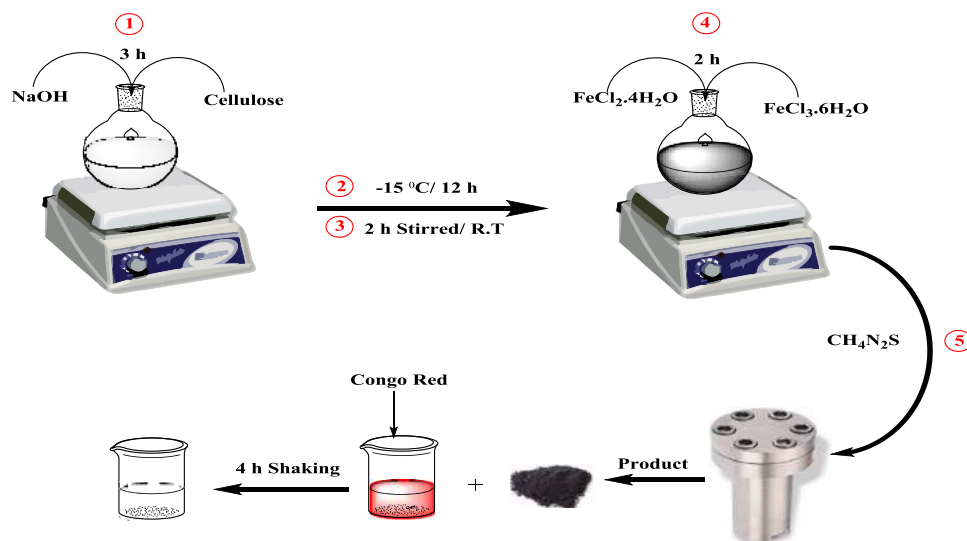 1
3 h
NaOH
Cellulose
2
-15 ⁰C/ 12 h
3
2 h Stirred/ R.T
4
2 h
FeCl₂.4H₂O
FeCl₃.6H₂O
CH₄N₂S
5
Product
+
Congo Red
4 h Shaking